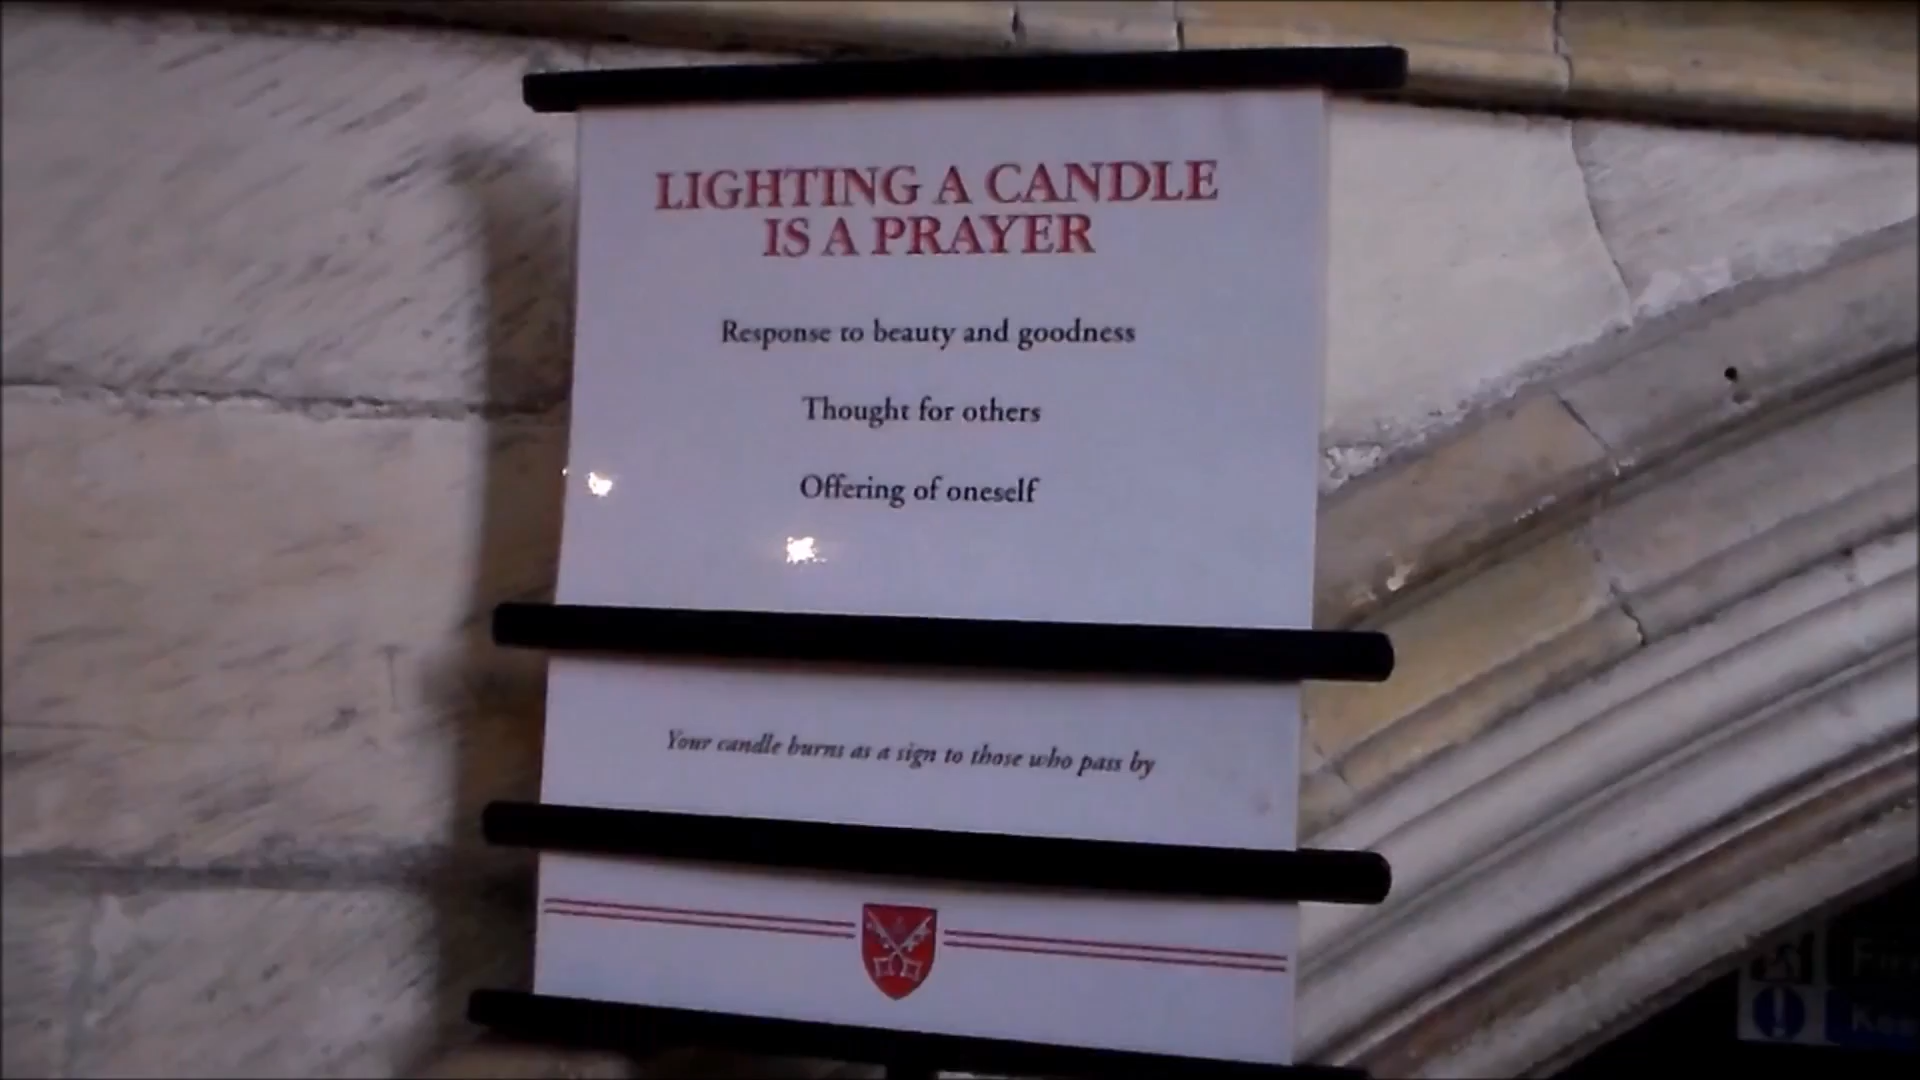 LIGHTING A CANDLE
IS A PRAYER
Response to beauty and goodness
Thought for others
Offering of oneself
Your candle burns as a sign to those who pass by